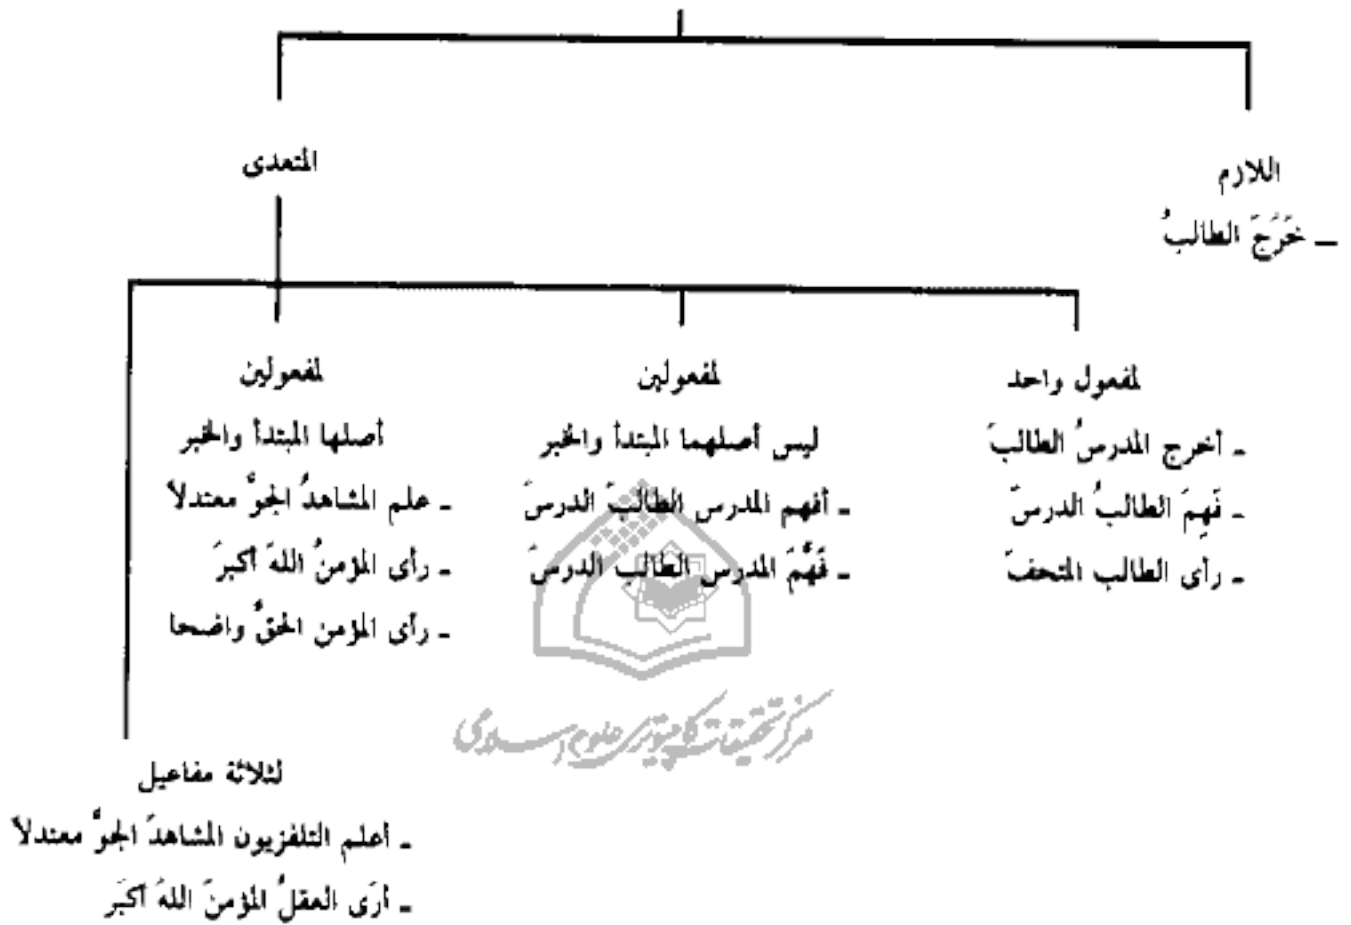 اللازم
ـ خَرَجَ الطالبُ
المتعدى
لمفعول واحد
ـ أخرج المدرسُ الطالبَ
ـ فَهِمَ الطالبُ الدرسَ
ـ رأى الطالب المتحفَ
لمفعولين
ليس أصلهما المبتدأ والخبر
ـ أفهم المدرس الطالبَ الدرسَ
ـ فَهَّمَ المدرس الطالب الدرسَ
لمفعولين
أصلها المبتدأ والخبر
ـ علم المشاهدُ الجوَّ معتدلاً
ـ رأى المؤمنُ اللهَ أكبرَ
ـ رأى المؤمن الحقَّ واضحا
لثلاثة مفاعيل
ـ أعلم التلفزيون المشاهدَ الجوَّ معتدلاً
ـ أرَى العقلُ المؤمنَ اللهَ أكبَر
مرکز تحقیقات کامپیوتری علوم اسلامی